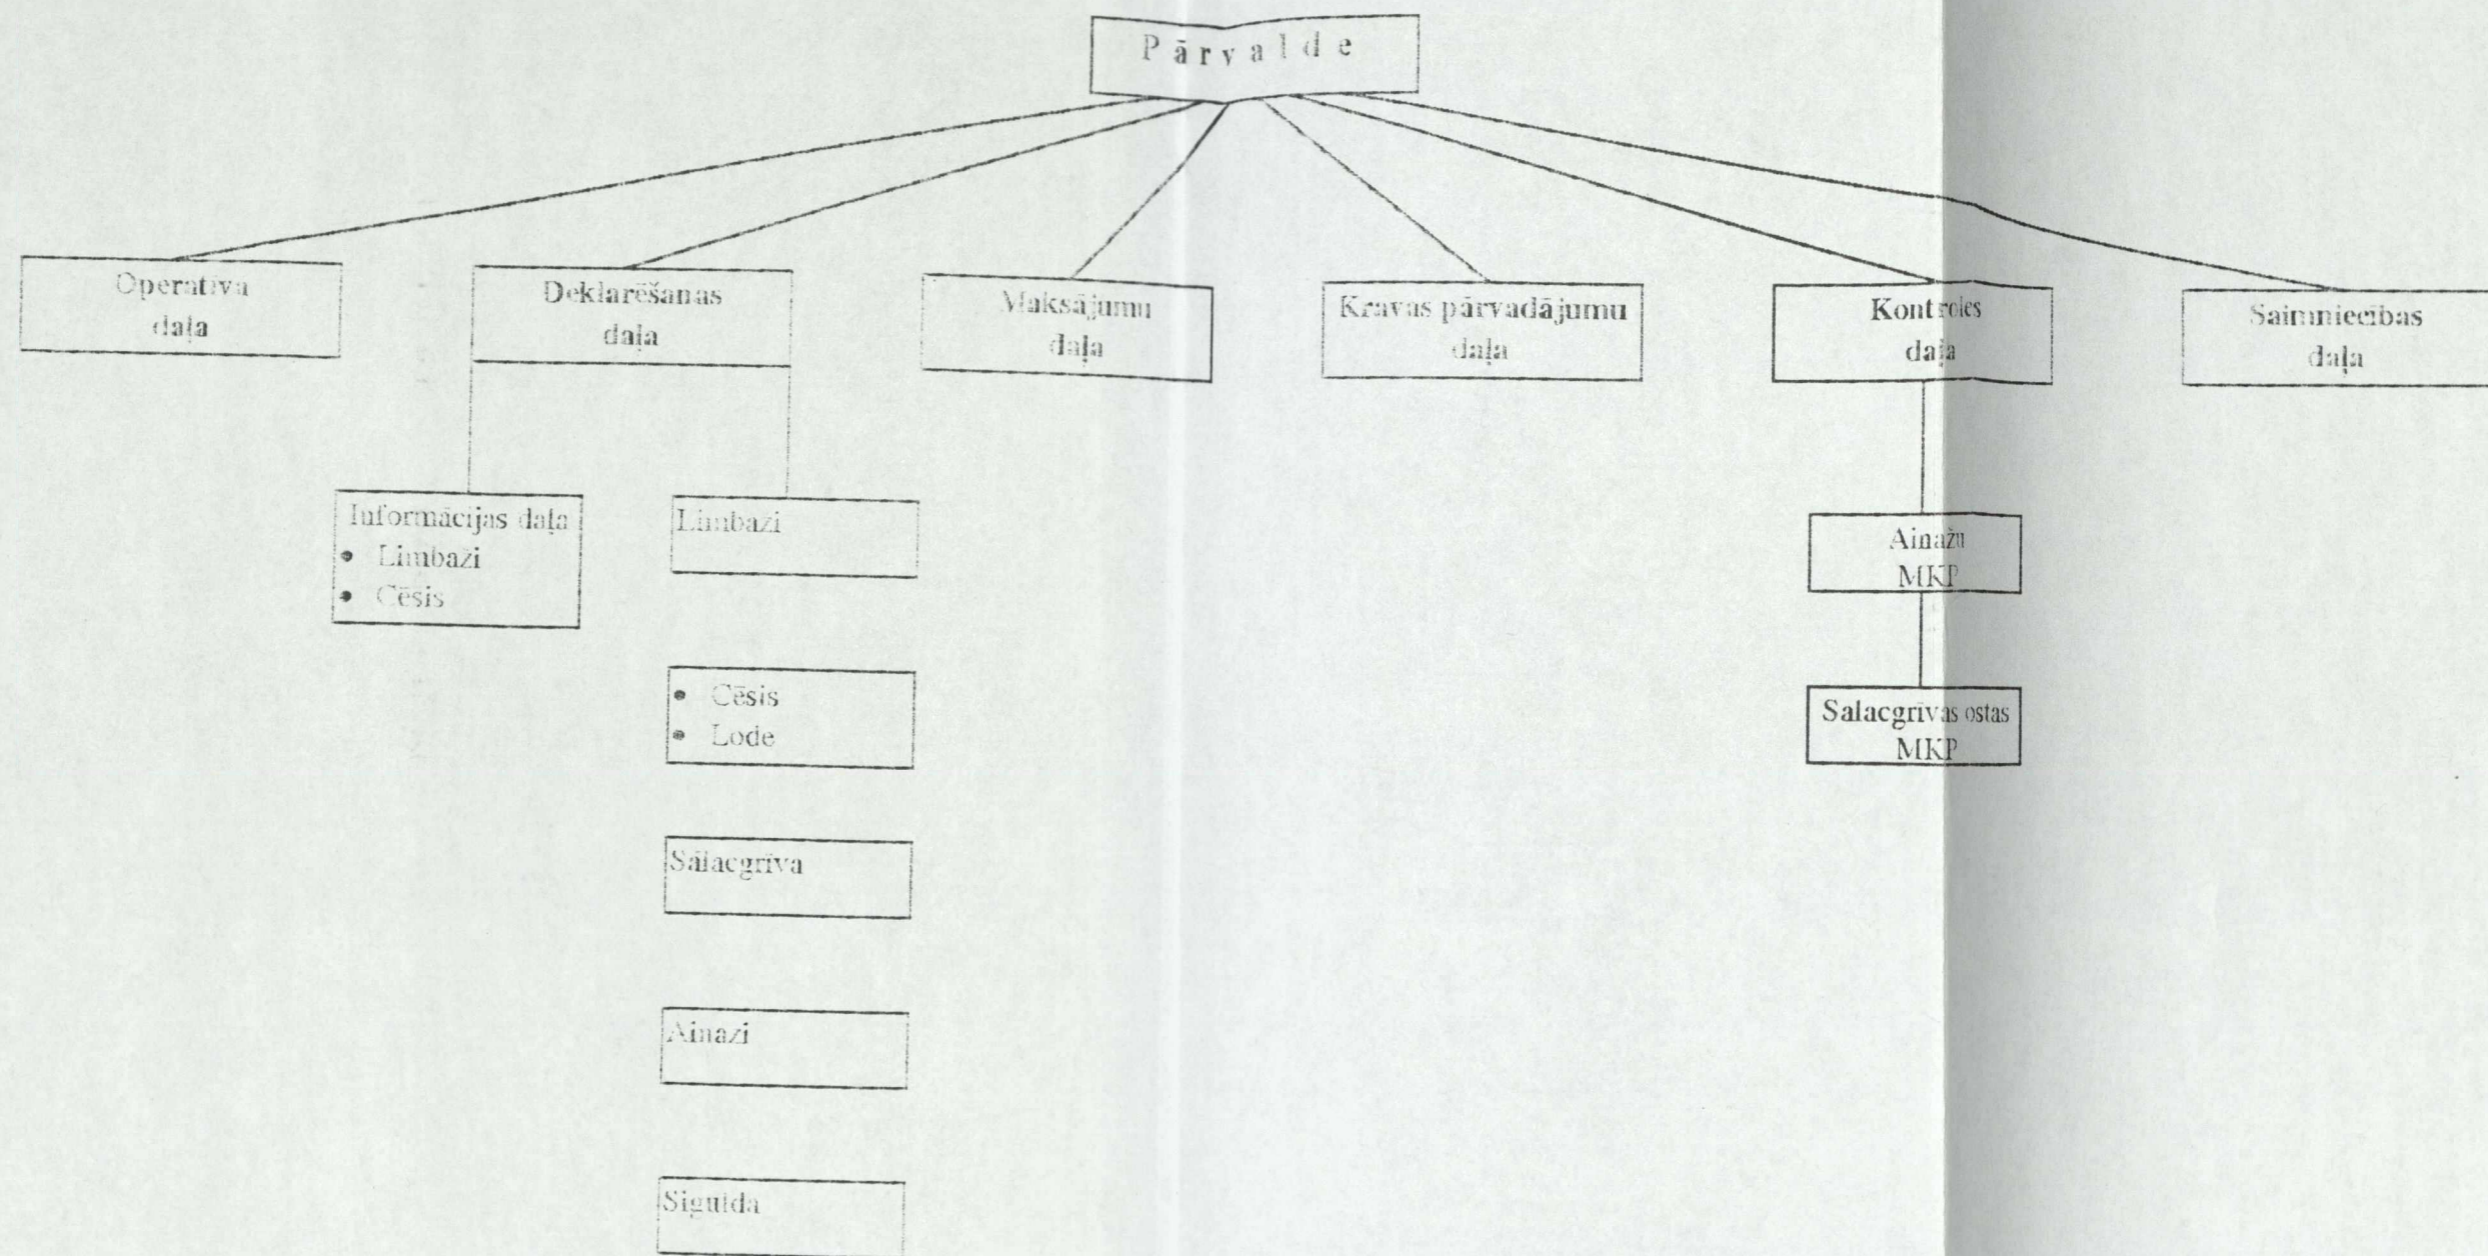 Pārvalde
Operatīva
daļa
Deklarēšanas
daļa
Maksājumu
daļa
Kravas pārvadājumu
daļa
Kontroles
daļa
Saimniecības
daļa
Informācijas daļa
• Limbaži
• Cēsis
Limbaži
• Cēsis
• Lode
Salacgrīva
Ainaži
Sigulda
Ainažu
MKP
Salacgrīvas ostas
MKP